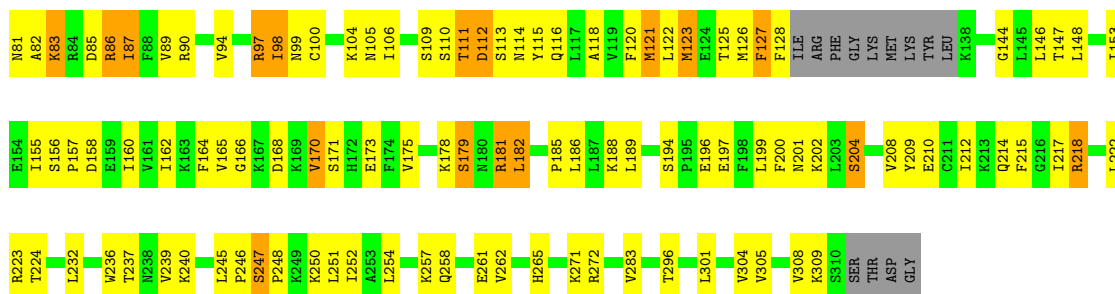 N81 A82 K83 R84 D85 R86 I87 F88 V89 R90 V94 R97 I98 N99 C100 K104 N105 I106 S109 S110 T111 D112 S113 N114 Y115 Q116 L117 A118 V119 F120 M121 L122 M123 E124 T125 M126 F127 F128 ILE ARG PHE GLY LYS MET LYS TYR LEU K138 G144 L145 L146 T147 L148 I153
E154 I155 S156 P157 D158 E159 I160 V161 I162 K163 F164 V165 G166 K167 D168 K169 V170 S171 H172 E173 F174 V175 K178 S179 N180 R181 L182 P185 L186 L187 K188 L189 S194 P195 E196 E197 F198 L199 F200 N201 K202 L203 S204 V208 Y209 E210 C211 I212 K213 Q214 F215 G216 I217 R218
R223 T224 L232 W236 T237 N238 V239 K240 L245 P246 S247 P248 K249 K250 L251 I252 A253 L254 K257 Q258 E261 V262 H265 K271 R272 V283 T296 L301 V304 V305 V308 K309 S310 SER THR ASP GLY